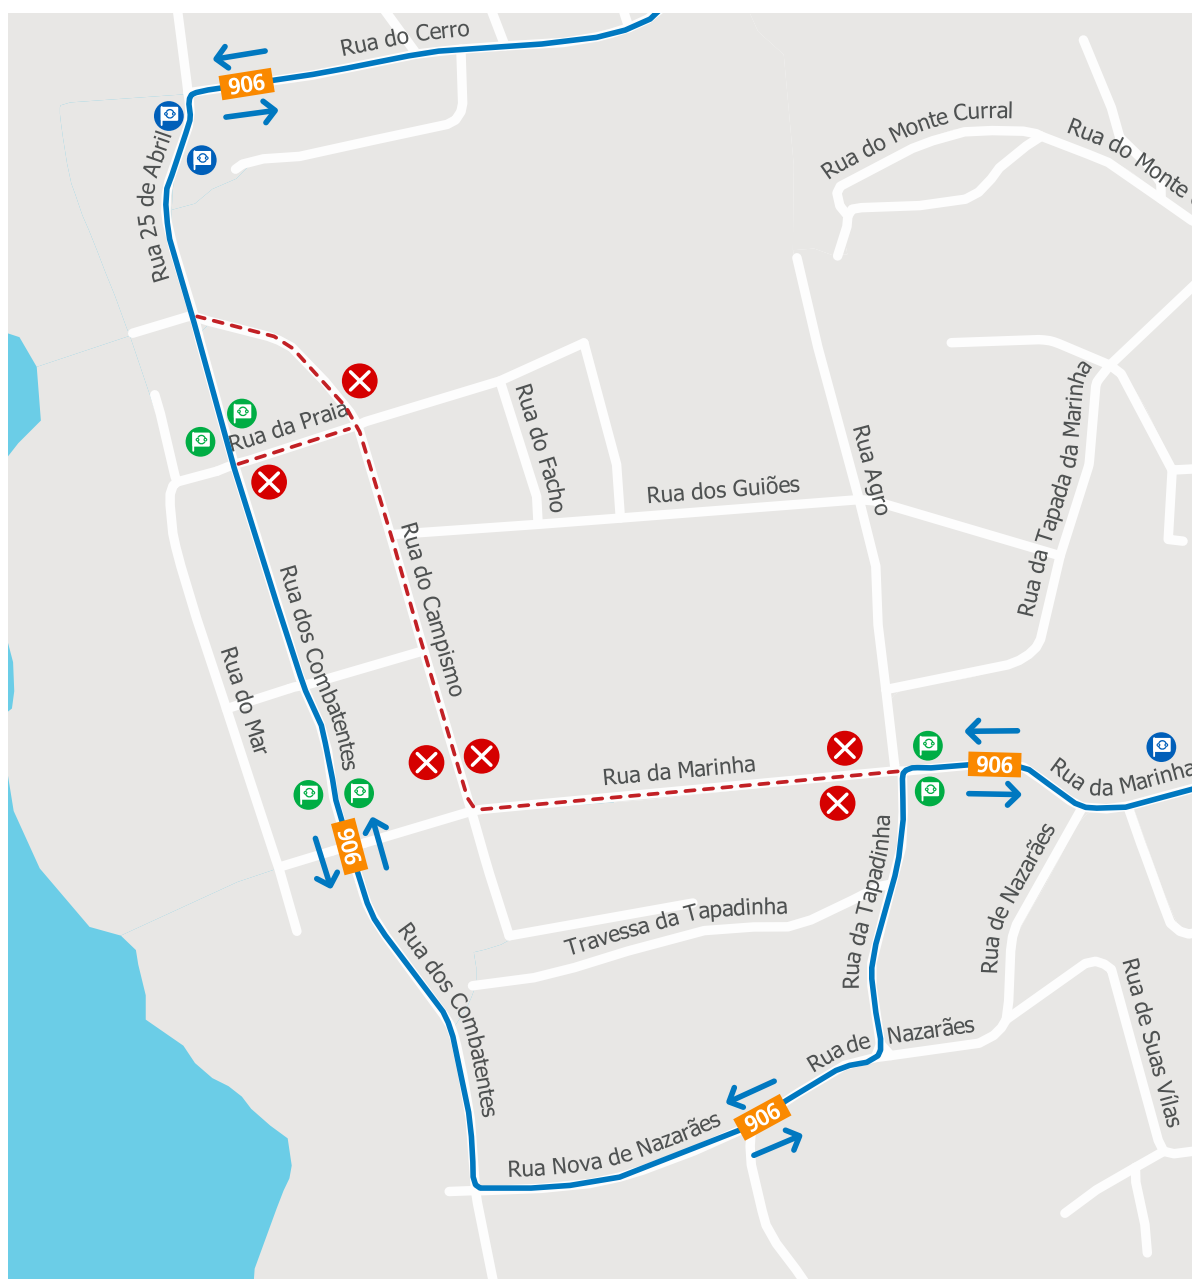 Rua do Cerro
906
Rua 25 de Abril
Rua do Monte Curral
Rua do Monte
Rua da Praia
Rua do Facho
Rua dos Guiões
Rua Agro
Rua da Tapada da Marinha
Rua do Campismo
Rua dos Combatentes
Rua do Mar
Rua da Marinha
906
Rua da Marinha
906
Rua da Tapadinha
Rua de Nazarães
Travessa da Tapadinha
Rua dos Combatentes
Rua de Nazarães
Rua de Suas Vílas
906
Rua Nova de Nazarães